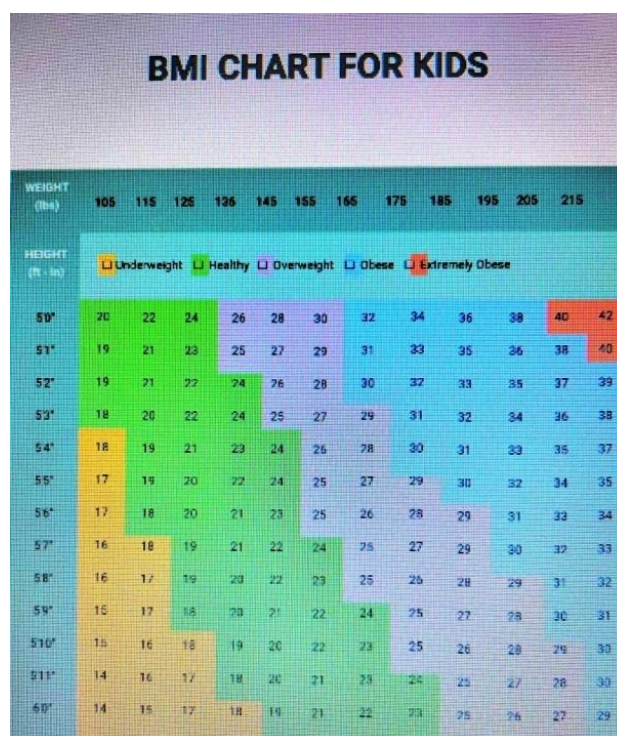 BMI CHART FOR KIDS
WEIGHT
(lbs)
105 115 125 135 145 155 165 175 185 195 205 215
HEIGHT
(ft - in)
Underweight Healthy Overweight Obese Extremely Obese
5'0" 20 22 24 26 28 30 32 34 36 38 40 42
5'1" 19 21 23 25 27 29 31 33 35 36 38 40
5'2" 19 21 22 24 26 28 30 32 33 35 37 39
5'3" 18 20 22 24 25 27 29 31 32 34 36 38
5'4" 18 19 21 23 24 26 28 30 31 33 35 37
5'5" 17 19 20 22 24 25 27 29 30 32 34 35
5'6" 17 18 20 21 23 25 26 28 29 31 33 34
5'7" 16 18 19 21 22 24 25 27 29 30 32 33
5'8" 16 17 19 20 22 23 25 26 28 29 31 32
5'9" 15 17 18 20 21 22 24 25 27 28 30 31
5'10" 15 16 18 19 20 22 23 25 26 28 29 30
5'11" 14 16 17 18 20 21 23 24 25 27 28 30
6'0" 14 15 17 18 19 21 22 23 25 26 27 29